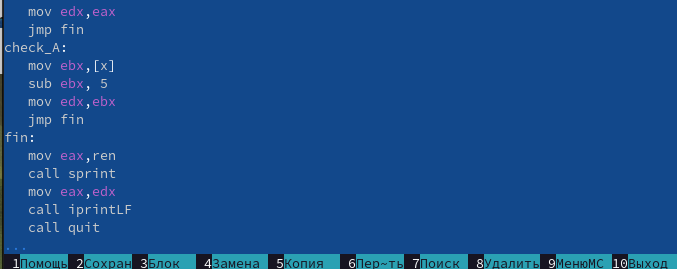 mov edx,eax
jmp fin
check_A:
mov ebx,[x]
sub ebx, 5
mov edx,ebx
jmp fin
fin:
mov eax,ren
call sprint
mov eax,edx
call iprintLF
call quit
...
1Помощь 2Сохран 3Блок 4Замена 5Копия 6Пер~ть 7Поиск 8Удалить 9МенюMC 10Выход